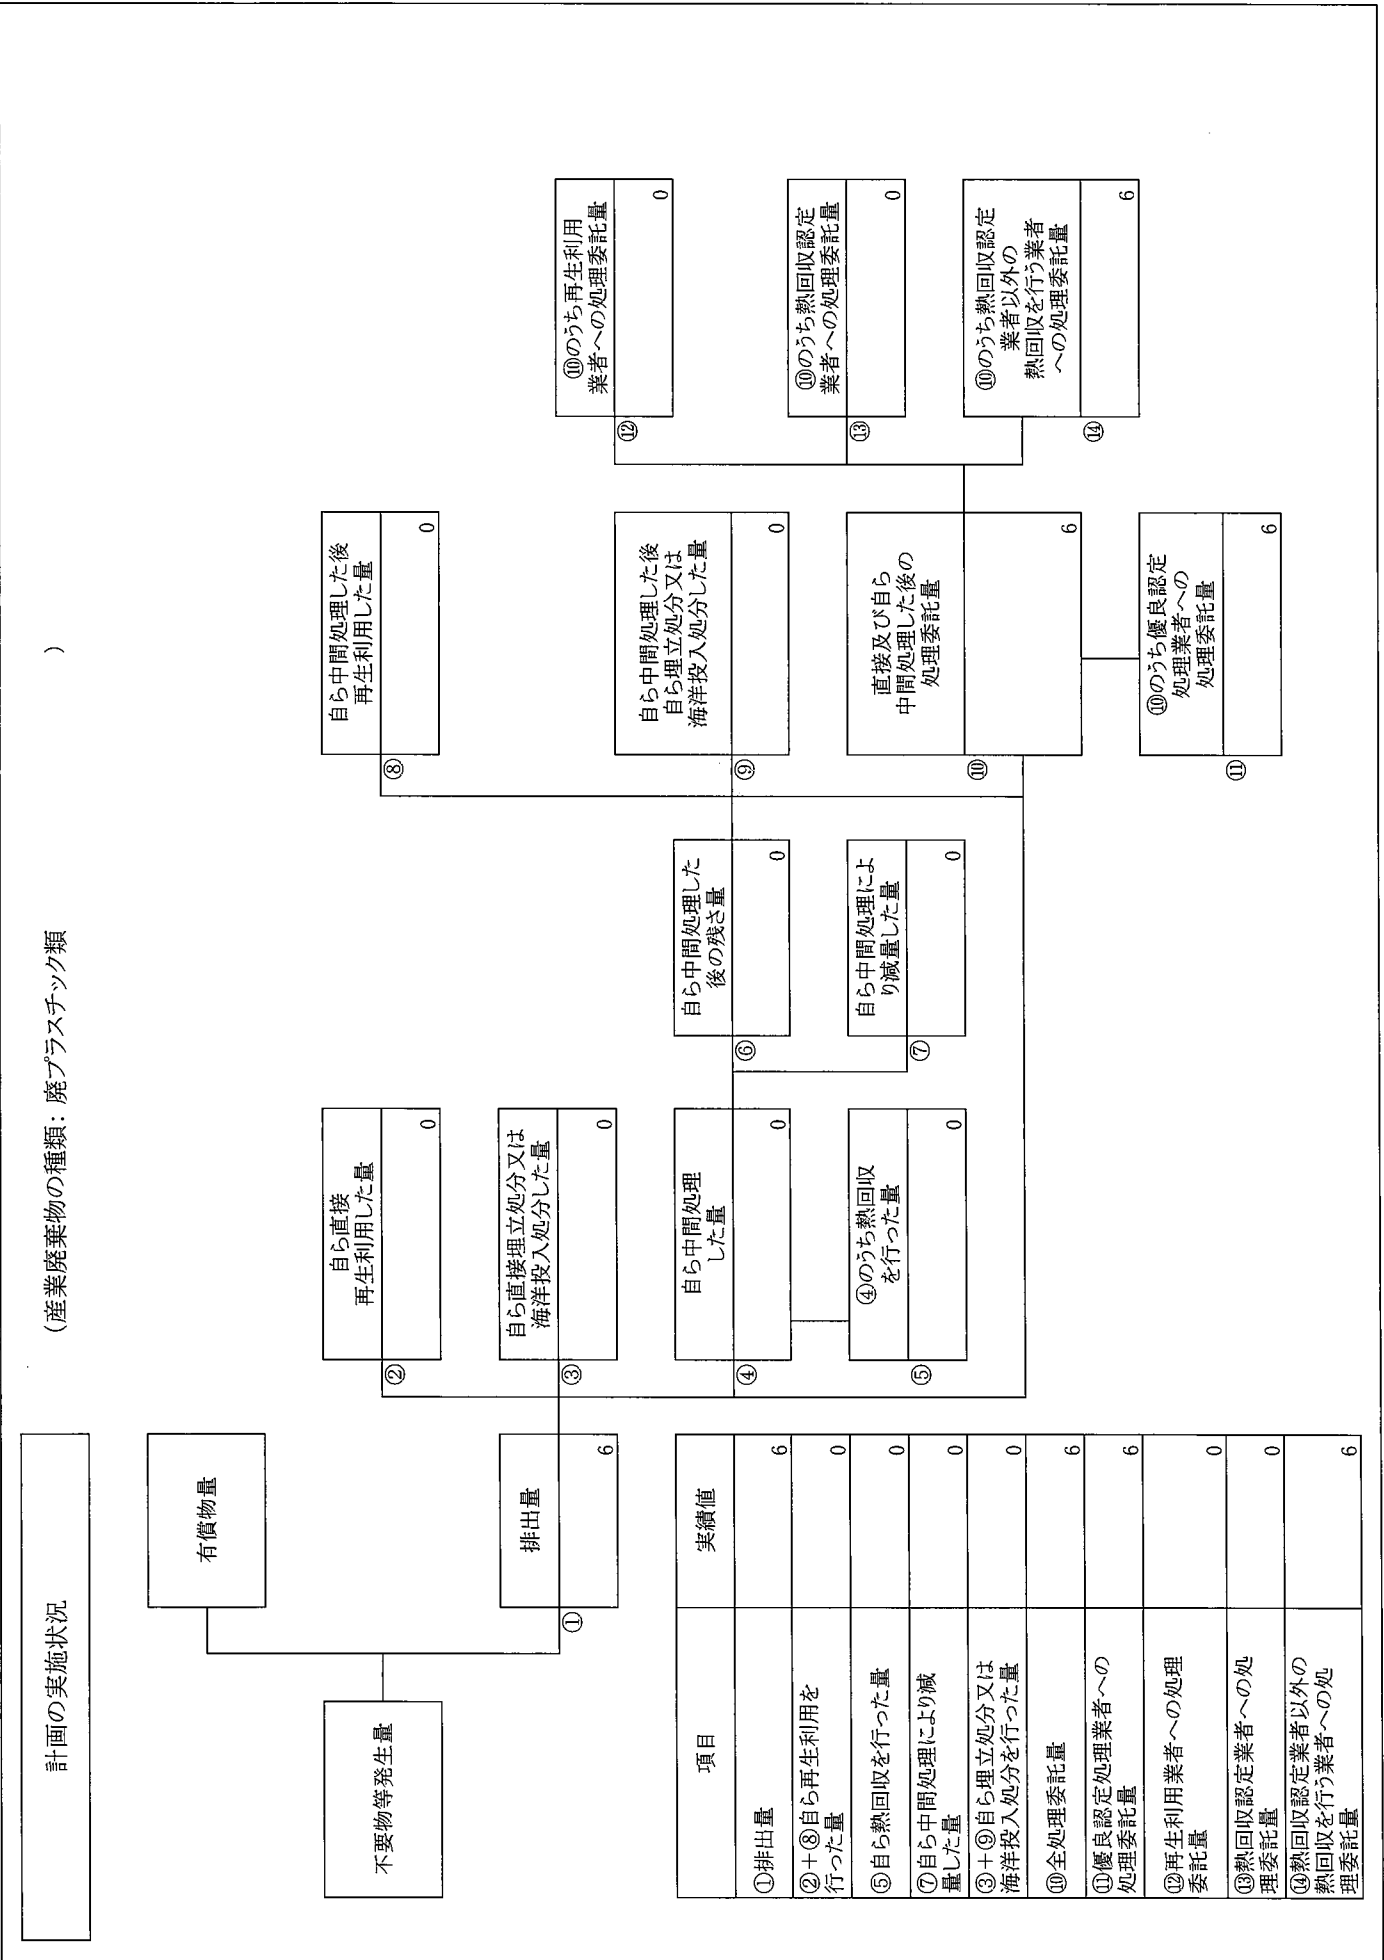 計画の実施状況
(産業廃棄物の種類：廃プラスチック類
)
有償物量
不要物等発生量
①
排出量
6
②
自ら直接
再生利用した量
0
③
自ら直接埋立処分又は
海洋投入処分した量
0
④
自ら中間処理
した量
0
⑤
④のうち熱回収
を行った量
0
⑥
自ら中間処理した
後の残さ量
0
⑦
自ら中間処理によ
り減量した量
0
⑧
自ら中間処理した後
再生利用した量
0
⑨
自ら中間処理した後
自ら埋立処分又は
海洋投入処分した量
0
⑩
直接及び自ら
中間処理した後の
処理委託量
6
⑪
⑩のうち優良認定
処理業者への
処理委託量
6
⑫
⑩のうち再生利用
業者への処理委託量
0
⑬
⑩のうち熱回収認定
業者への処理委託量
0
⑭
⑩のうち熱回収認定
業者以外の
熱回収を行う業者
への処理委託量
6
項目
実績値
①排出量
6
②＋⑧自ら再生利用を
行った量
0
⑤自ら熱回収を行った量
0
⑦自ら中間処理により減
量した量
0
③＋⑨自ら埋立処分又は
海洋投入処分を行った量
0
⑩全処理委託量
6
⑪優良認定処理業者への
処理委託量
6
⑫再生利用業者への処理
委託量
0
⑬熱回収認定業者への処
理委託量
0
⑭熱回収認定業者以外の
熱回収を行う業者への処
理委託量
6